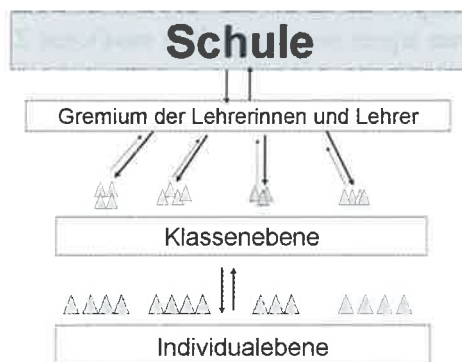 Schule
Gremium der Lehrerinnen und Lehrer
Klassenebene
Individualebene